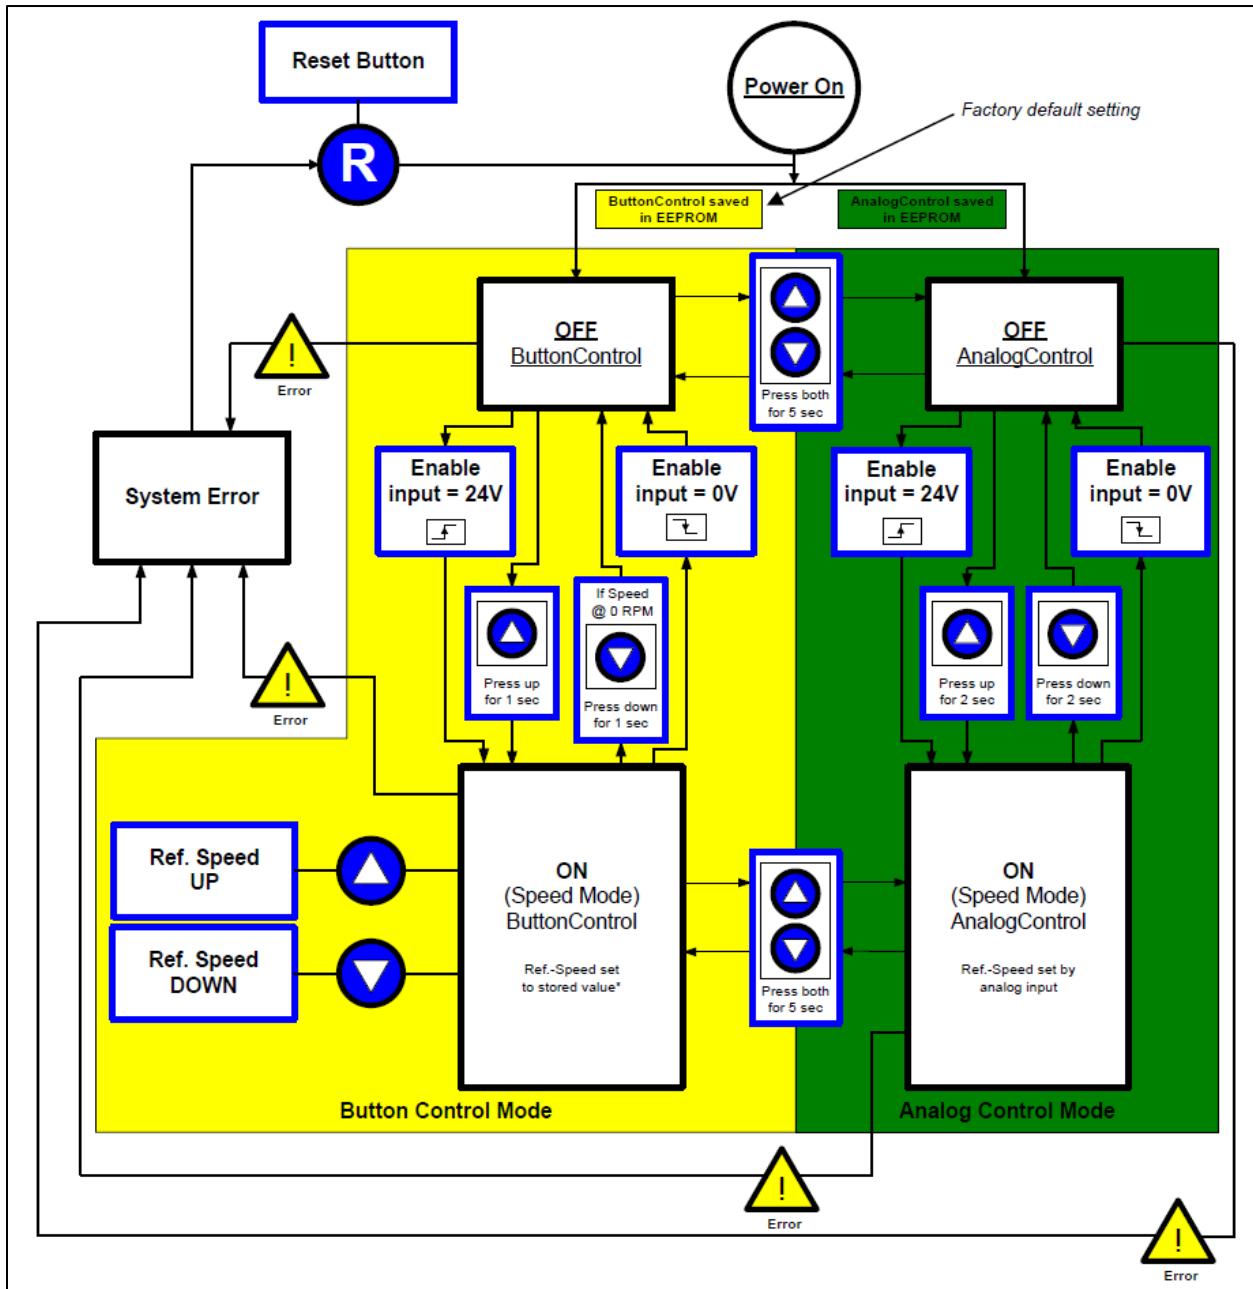 Reset Button
R
Power On
Factory default setting
ButtonControl saved
in EEPROM
AnalogControl saved
in EEPROM
OFF
ButtonControl
Press both
for 5 sec
OFF
AnalogControl
!
Error
System Error
Enable
input = 24V
Enable
input = 0V
Enable
input = 24V
Enable
input = 0V
Press up
for 1 sec
If Speed
@ 0 RPM
Press down
for 1 sec
Press up
for 2 sec
Press down
for 2 sec
!
Error
Ref. Speed
UP
Ref. Speed
DOWN
ON
(Speed Mode)
ButtonControl
Ref.-Speed set
to stored value*
Press both
for 5 sec
ON
(Speed Mode)
AnalogControl
Ref.-Speed set by
analog input
Button Control Mode
Analog Control Mode
!
Error
!
Error